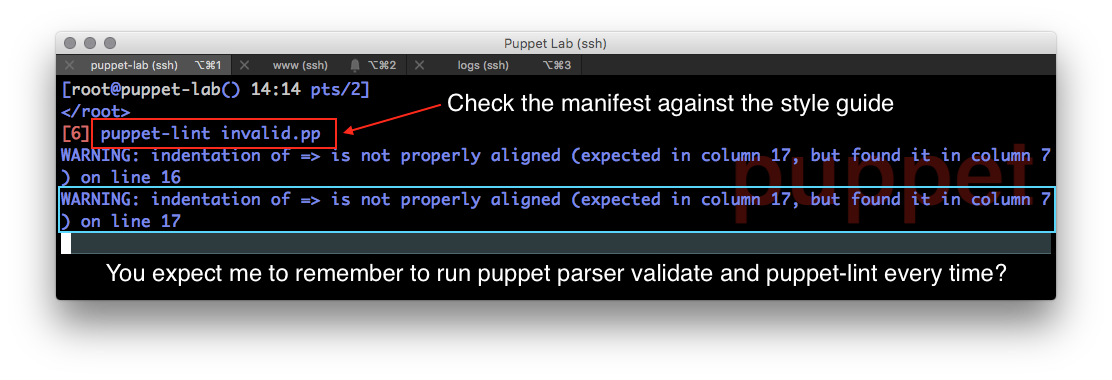 Puppet Lab (ssh)
puppet-lab (ssh) ⌥⌘1 www (ssh) ⌥⌘2 logs (ssh) ⌥⌘3
[root@puppet-lab() 14:14 pts/2]
Check the manifest against the style guide
</root>
[6] puppet-lint invalid.pp
WARNING: indentation of => is not properly aligned (expected in column 17, but found it in column 7
) on line 16
puppet
WARNING: indentation of => is not properly aligned (expected in column 17, but found it in column 7
) on line 17
You expect me to remember to run puppet parser validate and puppet-lint every time?